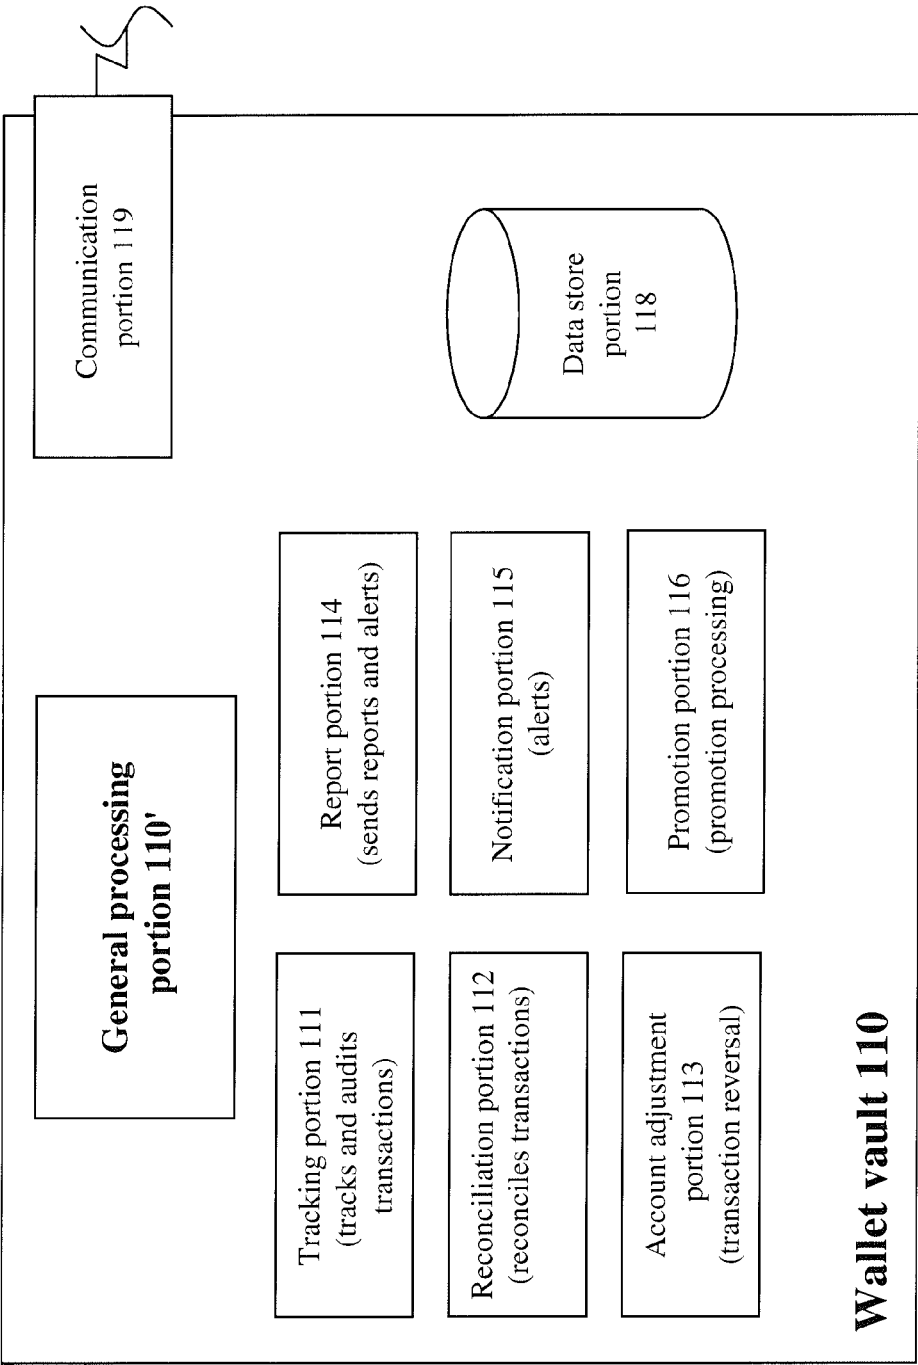 General processing
portion 110'
Communication
portion 119
Tracking portion 111
(tracks and audits
transactions)
Report portion 114
(sends reports and alerts)
Reconciliation portion 112
(reconciles transactions)
Notification portion 115
(alerts)
Account adjustment
portion 113
(transaction reversal)
Promotion portion 116
(promotion processing)
Data store
portion
118
Wallet vault 110